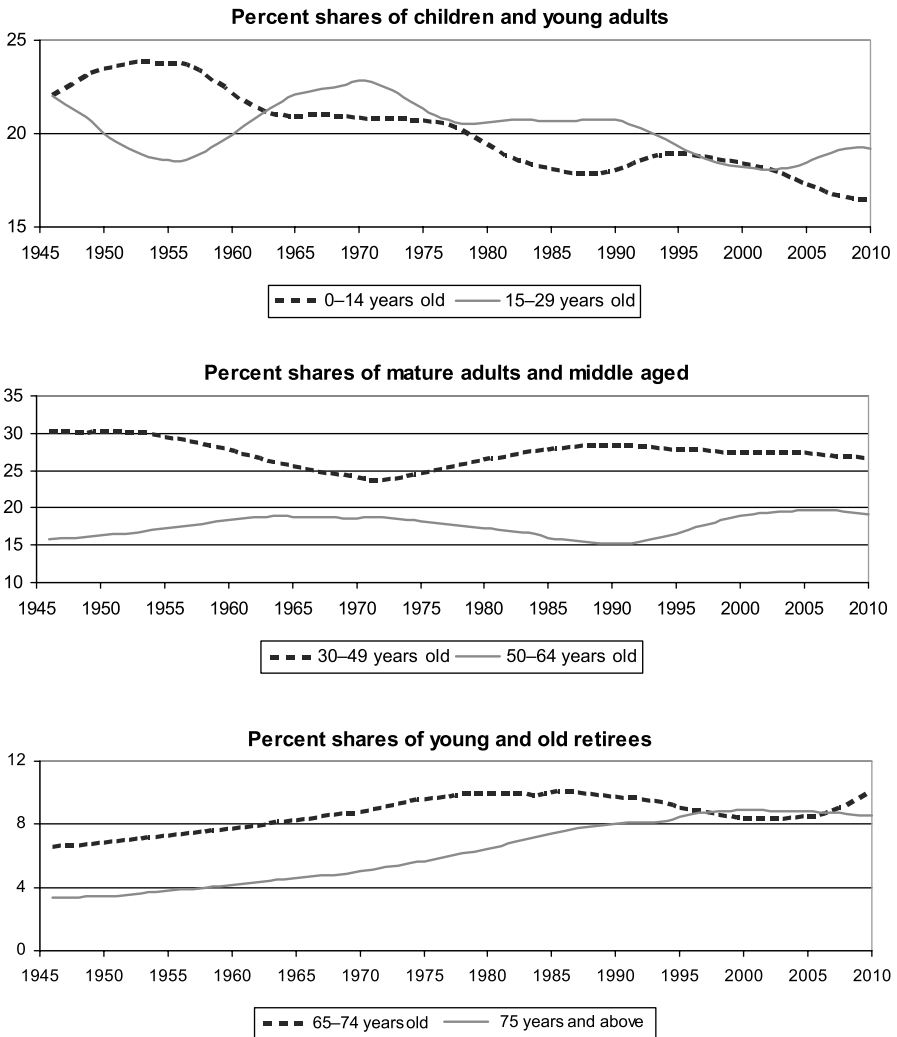 Percent shares of children and young adults
25
20
15
1945 1950 1955 1960 1965 1970 1975 1980 1985 1990 1995 2000 2005 2010
0–14 years old 15–29 years old
Percent shares of mature adults and middle aged
35
30
25
20
15
10
1945 1950 1955 1960 1965 1970 1975 1980 1985 1990 1995 2000 2005 2010
30–49 years old 50–64 years old
Percent shares of young and old retirees
12
8
4
0
1945 1950 1955 1960 1965 1970 1975 1980 1985 1990 1995 2000 2005 2010
65–74 years old 75 years and above